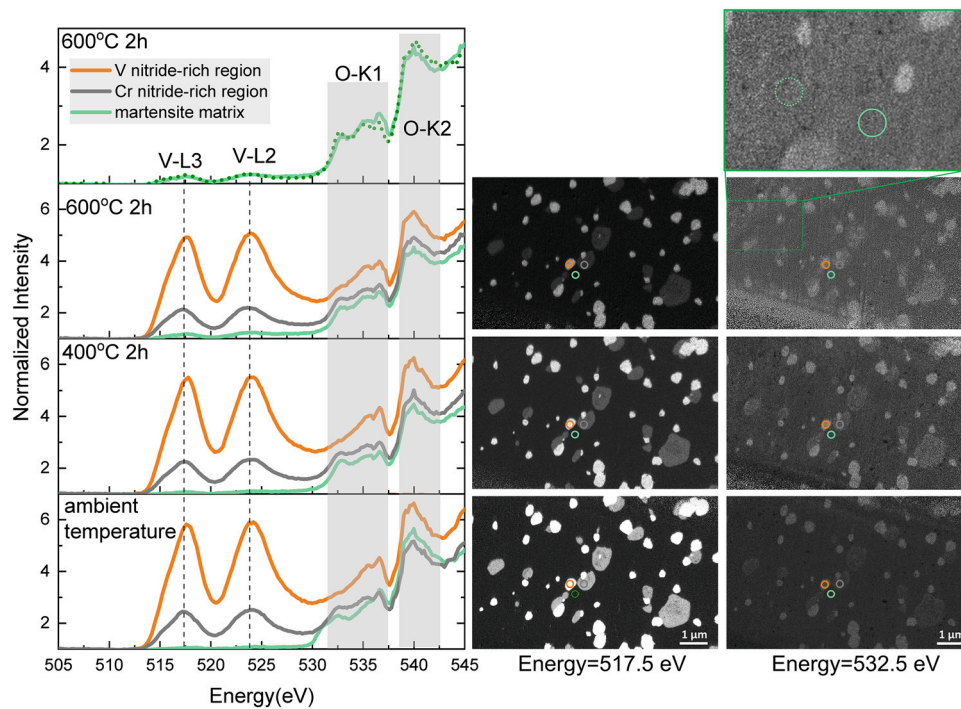 600°C 2h
V nitride-rich region
Cr nitride-rich region
martensite matrix
O-K1
O-K2
V-L3
V-L2
4
2
600°C 2h
6
4
2
400°C 2h
6
4
2
ambient
temperature
6
4
2
Normalized Intensity
505 510 515 520 525 530 535 540 545
Energy(eV)
1 µm
Energy=517.5 eV
1 µm
Energy=532.5 eV